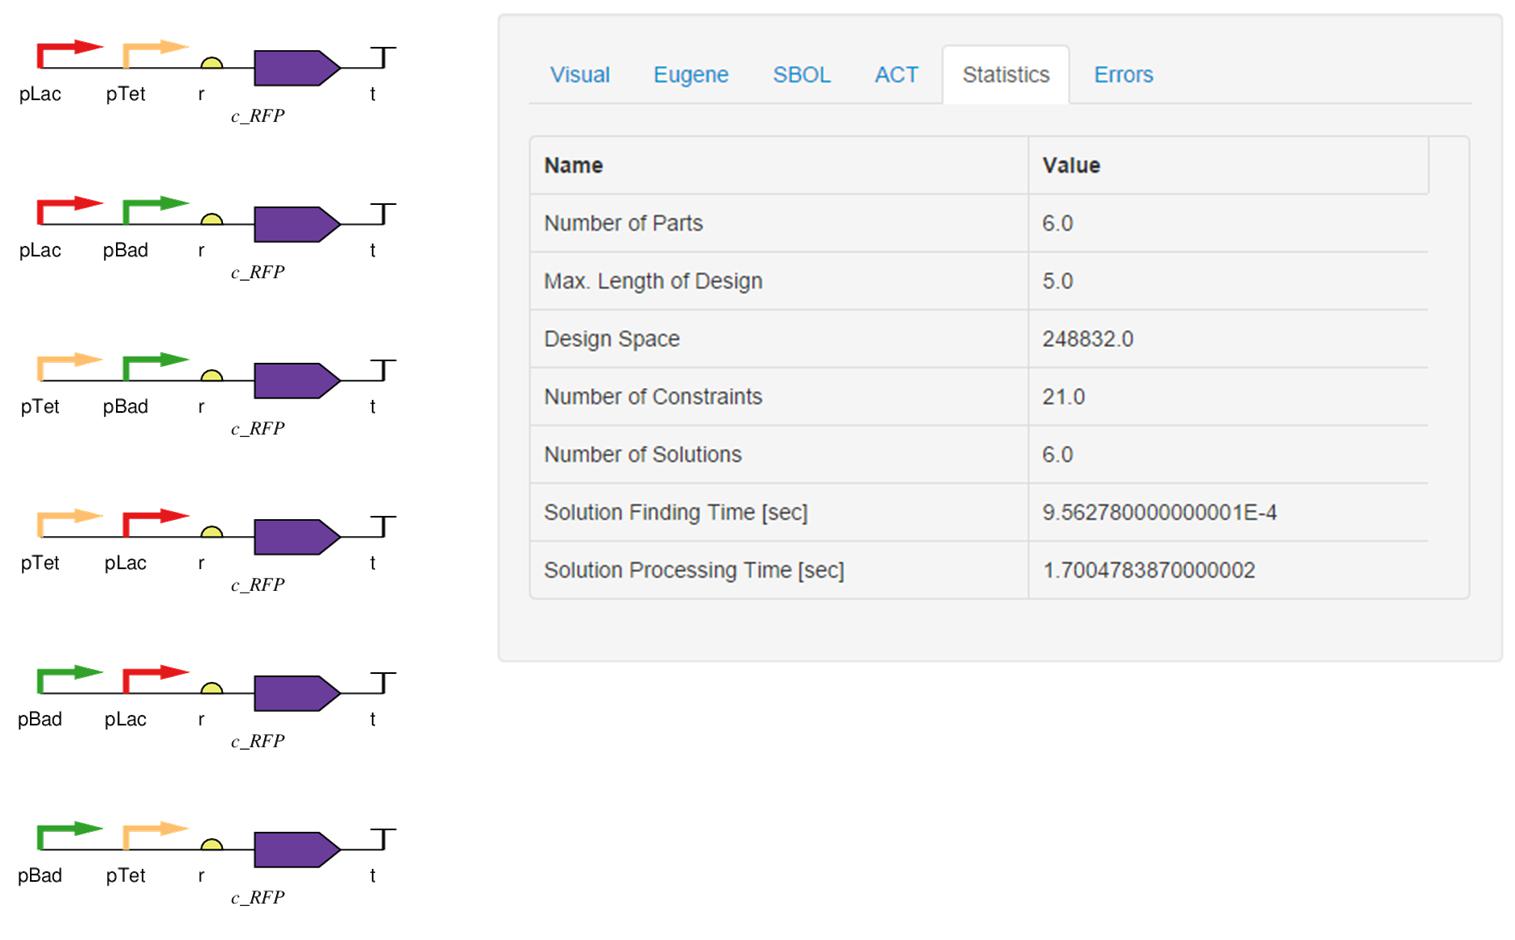 pLac pTet r t
c_RFP
pLac pBad r t
c_RFP
pTet pBad r t
c_RFP
pTet pLac r t
c_RFP
pBad pLac r t
c_RFP
pBad pTet r t
c_RFP
Visual Eugene SBOL ACT Statistics Errors
Name Value
Number of Parts 6.0
Max. Length of Design 5.0
Design Space 248832.0
Number of Constraints 21.0
Number of Solutions 6.0
Solution Finding Time [sec] 9.562780000000001E-4
Solution Processing Time [sec] 1.7004783870000002